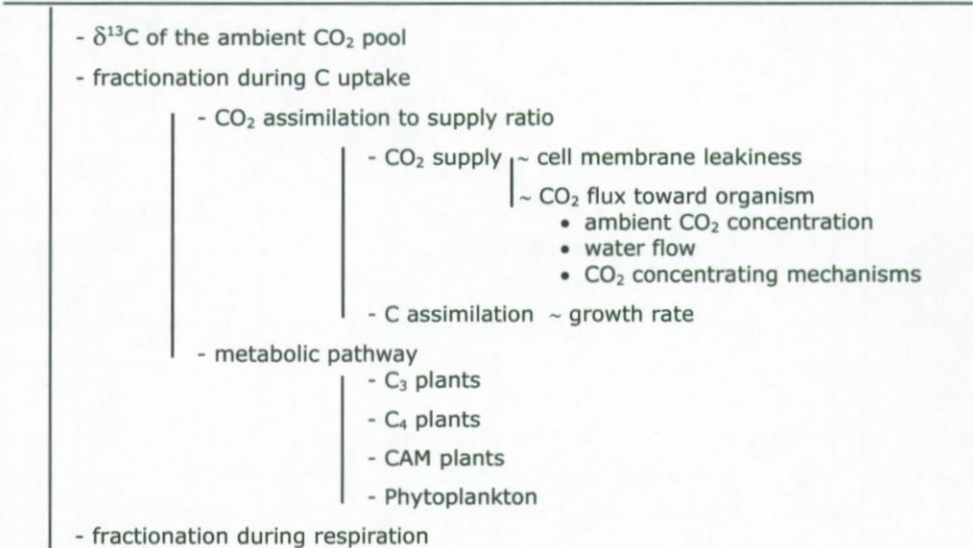 - δ¹³C of the ambient CO₂ pool
- fractionation during C uptake
- CO₂ assimilation to supply ratio
- CO₂ supply ~ cell membrane leakiness
~ CO₂ flux toward organism
• ambient CO₂ concentration
• water flow
• CO₂ concentrating mechanisms
- C assimilation ~ growth rate
- metabolic pathway
- C₃ plants
- C₄ plants
- CAM plants
- Phytoplankton
- fractionation during respiration